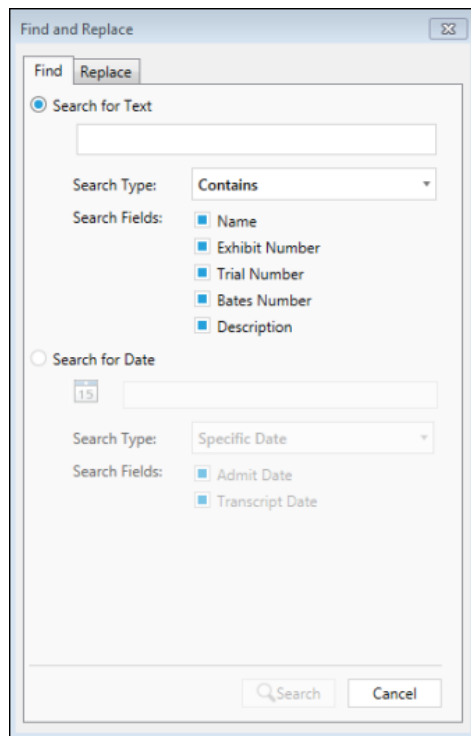 Find and Replace
Find Replace
Search for Text
Search Type: Contains
Search Fields: Name
Exhibit Number
Trial Number
Bates Number
Description
Search for Date
15
Search Type: Specific Date
Search Fields: Admit Date
Transcript Date
Search Cancel